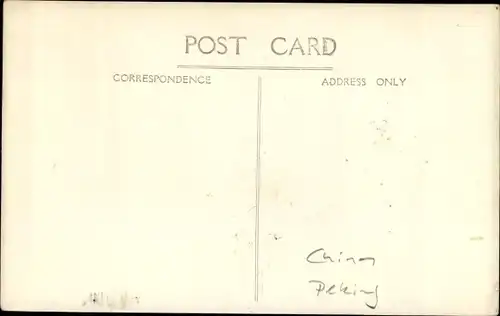 POST CARD
CORRESPONDENCE
ADDRESS ONLY
China
Peking